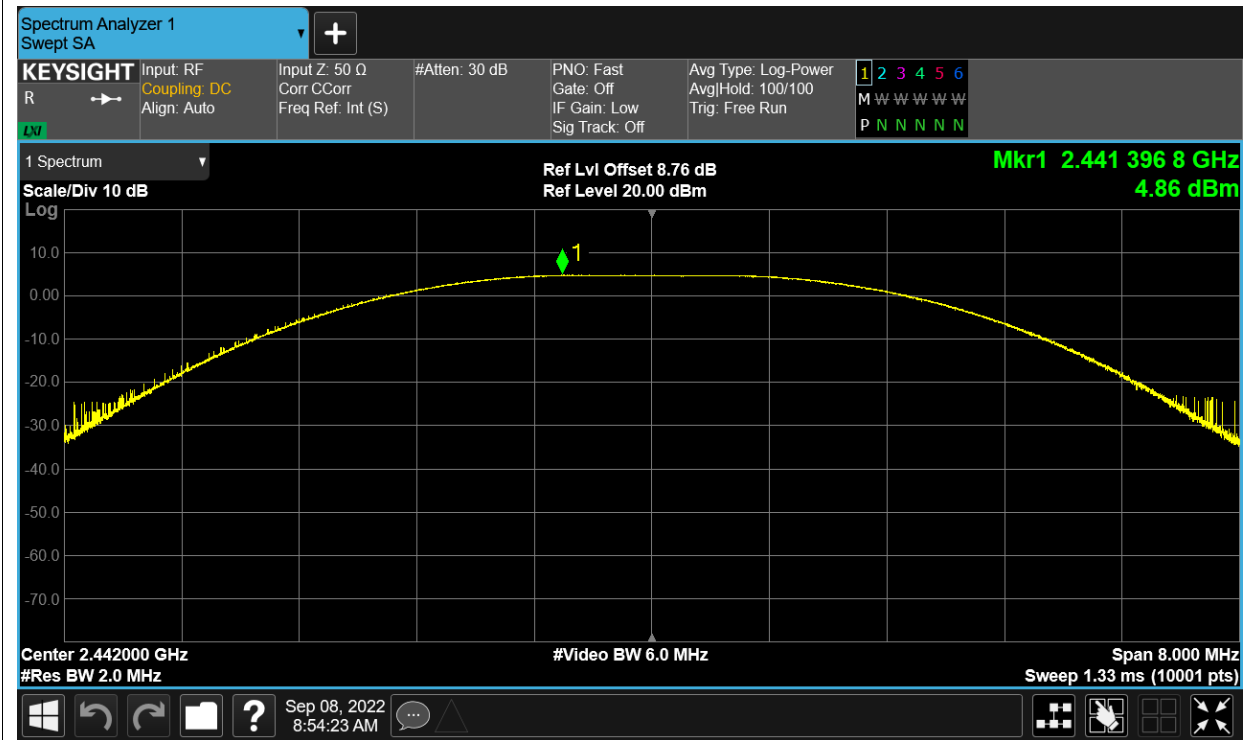 Spectrum Analyzer 1
Swept SA
KEYSIGHT
R
LXI
Input: RF
Coupling: DC
Align: Auto
Input Z: 50 Ω
Corr CCorr
Freq Ref: Int (S)
#Atten: 30 dB
PNO: Fast
Gate: Off
IF Gain: Low
Sig Track: Off
Avg Type: Log-Power
Avg|Hold: 100/100
Trig: Free Run
1 2 3 4 5 6
M W W W W W
P N N N N N
1 Spectrum
Scale/Div 10 dB
Log
Ref Lvl Offset 8.76 dB
Ref Level 20.00 dBm
Mkr1 2.441 396 8 GHz
4.86 dBm
1
10.0
0.00
-10.0
-20.0
-30.0
-40.0
-50.0
-60.0
-70.0
Center 2.442000 GHz
#Res BW 2.0 MHz
#Video BW 6.0 MHz
Span 8.000 MHz
Sweep 1.33 ms (10001 pts)
?
Sep 08, 2022
8:54:23 AM